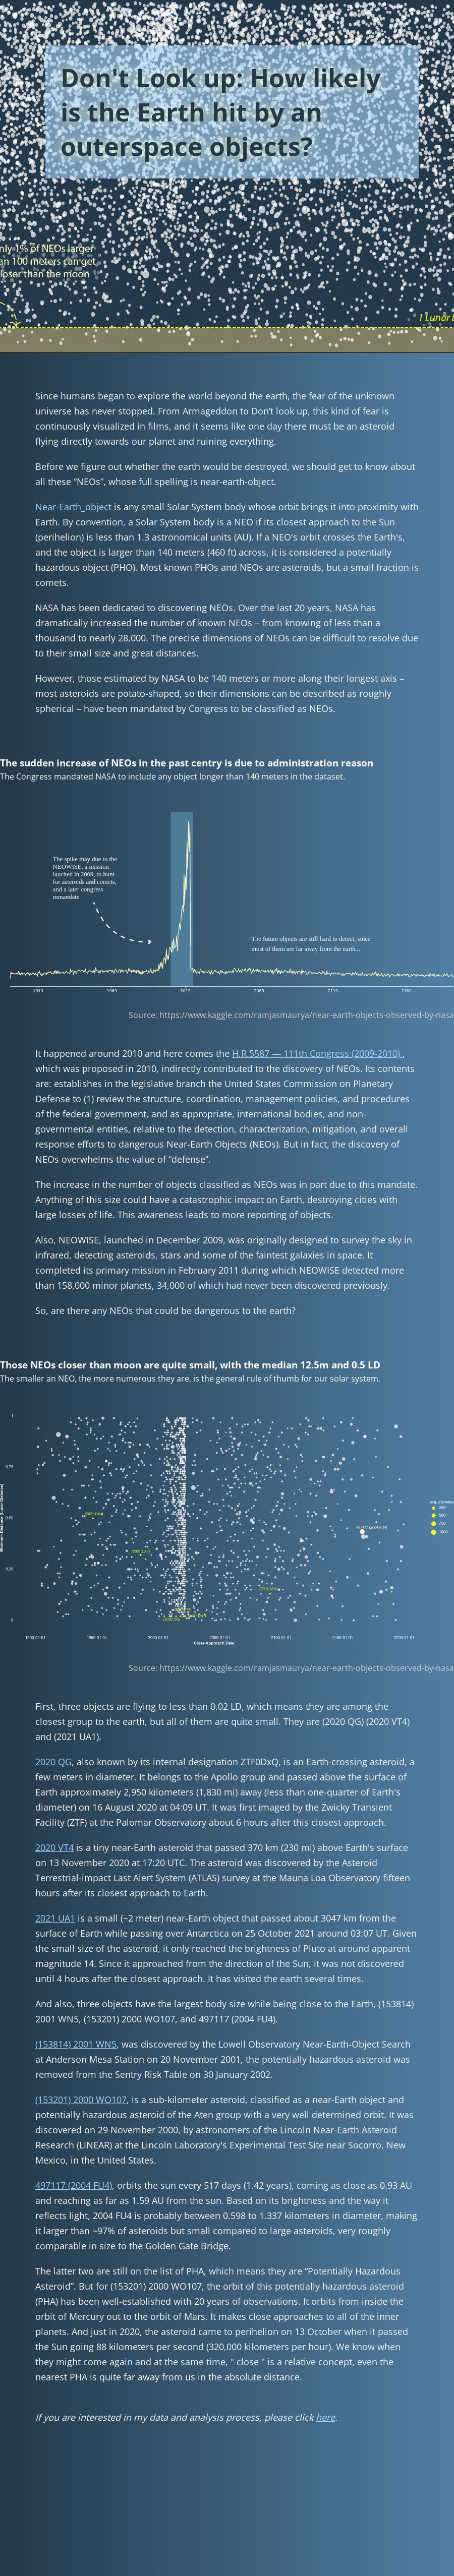 Don't Look up: How likely
is the Earth hit by an
outerspace objects?
nly 1% of NEOs larger
an 100 meters can get
loser than the moon
1 Lunar
Since humans began to explore the world beyond the earth, the fear of the unknown
universe has never stopped. From Armageddon to Don't look up, this kind of fear is
continuously visualized in films, and it seems like one day there must be an asteroid
flying directly towards our planet and ruining everything.
Before we figure out whether the earth would be destroyed, we should get to know about
all these "NEOs", whose full spelling is near-earth-object.
Near-Earth_object is any small Solar System body whose orbit brings it into proximity with
Earth. By convention, a Solar System body is a NEO if its closest approach to the Sun
(perihelion) is less than 1.3 astronomical units (AU). If a NEO's orbit crosses the Earth's,
and the object is larger than 140 meters (460 ft) across, it is considered a potentially
hazardous object (PHO). Most known PHOs and NEOs are asteroids, but a small fraction is
comets.
NASA has been dedicated to discovering NEOs. Over the last 20 years, NASA has
dramatically increased the number of known NEOs – from knowing of less than a
thousand to nearly 28,000. The precise dimensions of NEOs can be difficult to resolve due
to their small size and great distances.
However, those estimated by NASA to be 140 meters or more along their longest axis –
most asteroids are potato-shaped, so their dimensions can be described as roughly
spherical – have been mandated by Congress to be classified as NEOs.
The sudden increase of NEOs in the past centry is due to administration reason
The Congress mandated NASA to include any object longer than 140 meters in the dataset.
The spike may due to the
NEOWISE, a mission
lauched in 2009, to hunt
for asteroids and comets,
and a later congress
mmandate
The future objects are still hard to detect, since
most of them are far away from the earth...
1919 1969 2019 2069 2119 2169
Source: https://www.kaggle.com/ramjasmaurya/near-earth-objects-observed-by-nasa
It happened around 2010 and here comes the H.R.5587 — 111th Congress (2009-2010) ,
which was proposed in 2010, indirectly contributed to the discovery of NEOs. Its contents
are: establishes in the legislative branch the United States Commission on Planetary
Defense to (1) review the structure, coordination, management policies, and procedures
of the federal government, and as appropriate, international bodies, and non-
governmental entities, relative to the detection, characterization, mitigation, and overall
response efforts to dangerous Near-Earth Objects (NEOs). But in fact, the discovery of
NEOs overwhelms the value of "defense".
The increase in the number of objects classified as NEOs was in part due to this mandate.
Anything of this size could have a catastrophic impact on Earth, destroying cities with
large losses of life. This awareness leads to more reporting of objects.
Also, NEOWISE, launched in December 2009, was originally designed to survey the sky in
infrared, detecting asteroids, stars and some of the faintest galaxies in space. It
completed its primary mission in February 2011 during which NEOWISE detected more
than 158,000 minor planets, 34,000 of which had never been discovered previously.
So, are there any NEOs that could be dangerous to the earth?
Those NEOs closer than moon are quite small, with the median 12.5m and 0.5 LD
The smaller an NEO, the more numerous they are, is the general rule of thumb for our solar system.
Close Approach Date
Source: https://www.kaggle.com/ramjasmaurya/near-earth-objects-observed-by-nasa
First, three objects are flying to less than 0.02 LD, which means they are among the
closest group to the earth, but all of them are quite small. They are (2020 QG) (2020 VT4)
and (2021 UA1).
2020 QG, also known by its internal designation ZTF0DxQ, is an Earth-crossing asteroid, a
few meters in diameter. It belongs to the Apollo group and passed above the surface of
Earth approximately 2,950 kilometers (1,830 mi) away (less than one-quarter of Earth's
diameter) on 16 August 2020 at 04:09 UT. It was first imaged by the Zwicky Transient
Facility (ZTF) at the Palomar Observatory about 6 hours after this closest approach.
2020 VT4 is a tiny near-Earth asteroid that passed 370 km (230 mi) above Earth's surface
on 13 November 2020 at 17:20 UTC. The asteroid was discovered by the Asteroid
Terrestrial-impact Last Alert System (ATLAS) survey at the Mauna Loa Observatory fifteen
hours after its closest approach to Earth.
2021 UA1 is a small (~2 meter) near-Earth object that passed about 3047 km from the
surface of Earth while passing over Antarctica on 25 October 2021 around 03:07 UT. Given
the small size of the asteroid, it only reached the brightness of Pluto at around apparent
magnitude 14. Since it approached from the direction of the Sun, it was not discovered
until 4 hours after the closest approach. It has visited the earth several times.
And also, three objects have the largest body size while being close to the Earth, (153814)
2001 WN5, (153201) 2000 WO107, and 497117 (2004 FU4).
(153814) 2001 WN5, was discovered by the Lowell Observatory Near-Earth-Object Search
at Anderson Mesa Station on 20 November 2001, the potentially hazardous asteroid was
removed from the Sentry Risk Table on 30 January 2002.
(153201) 2000 WO107, is a sub-kilometer asteroid, classified as a near-Earth object and
potentially hazardous asteroid of the Aten group with a very well determined orbit. It was
discovered on 29 November 2000, by astronomers of the Lincoln Near-Earth Asteroid
Research (LINEAR) at the Lincoln Laboratory's Experimental Test Site near Socorro, New
Mexico, in the United States.
497117 (2004 FU4), orbits the sun every 517 days (1.42 years), coming as close as 0.93 AU
and reaching as far as 1.59 AU from the sun. Based on its brightness and the way it
reflects light, 2004 FU4 is probably between 0.598 to 1.337 kilometers in diameter, making
it larger than ~97% of asteroids but small compared to large asteroids, very roughly
comparable in size to the Golden Gate Bridge.
The latter two are still on the list of PHA, which means they are "Potentially Hazardous
Asteroid". But for (153201) 2000 WO107, the orbit of this potentially hazardous asteroid
(PHA) has been well-established with 20 years of observations. It orbits from inside the
orbit of Mercury out to the orbit of Mars. It makes close approaches to all of the inner
planets. And just in 2020, the asteroid came to perihelion on 13 October when it passed
the Sun going 88 kilometers per second (320,000 kilometers per hour). We know when
they might come again and at the same time, " close " is a relative concept, even the
nearest PHA is quite far away from us in the absolute distance.
If you are interested in my data and analysis process, please click here.